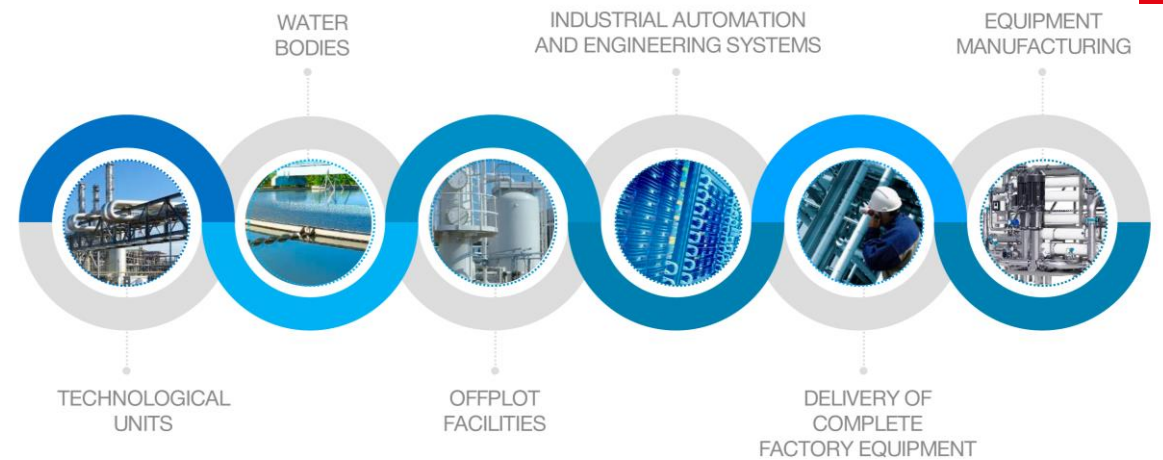 WATER
BODIES
INDUSTRIAL AUTOMATION
AND ENGINEERING SYSTEMS
EQUIPMENT
MANUFACTURING
TECHNOLOGICAL
UNITS
OFFPLOT
FACILITIES
DELIVERY OF
COMPLETE
FACTORY EQUIPMENT